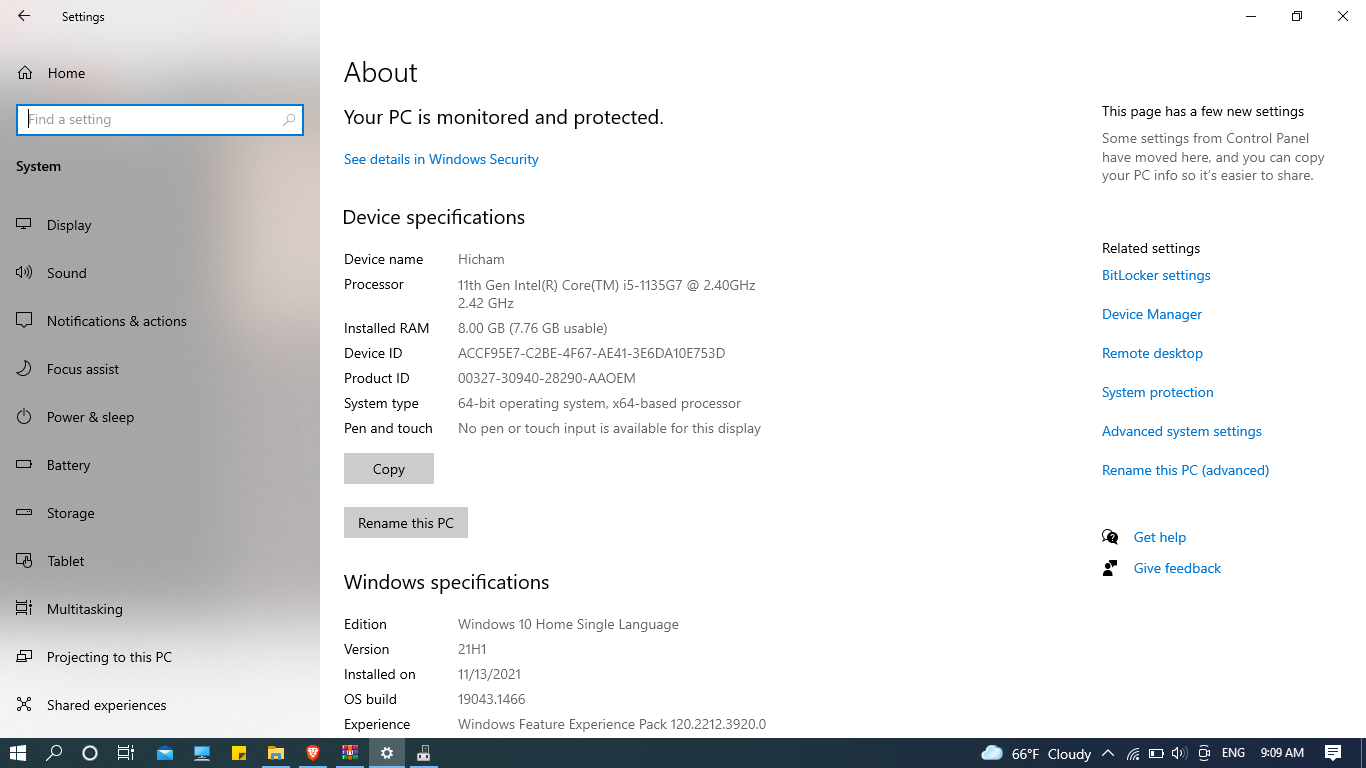 Settings
Home
Find a setting
System
Display
Sound
Notifications & actions
Focus assist
Power & sleep
Battery
Storage
Tablet
Multitasking
Projecting to this PC
Shared experiences
About
Your PC is monitored and protected.
See details in Windows Security
Device specifications
Device name Hicham
Processor 11th Gen Intel(R) Core(TM) i5-1135G7 @ 2.40GHz
2.42 GHz
Installed RAM 8.00 GB (7.76 GB usable)
Device ID ACCF95E7-C2BE-4F67-AE41-3E6DA10E753D
Product ID 00327-30940-28290-AAOEM
System type 64-bit operating system, x64-based processor
Pen and touch No pen or touch input is available for this display
Copy
Rename this PC
Windows specifications
Edition Windows 10 Home Single Language
Version 21H1
Installed on 11/13/2021
OS build 19043.1466
Experience Windows Feature Experience Pack 120.2212.3920.0
This page has a few new settings
Some settings from Control Panel
have moved here, and you can copy
your PC info so it's easier to share.
Related settings
BitLocker settings
Device Manager
Remote desktop
System protection
Advanced system settings
Rename this PC (advanced)
Get help
Give feedback
66°F Cloudy ENG 9:09 AM